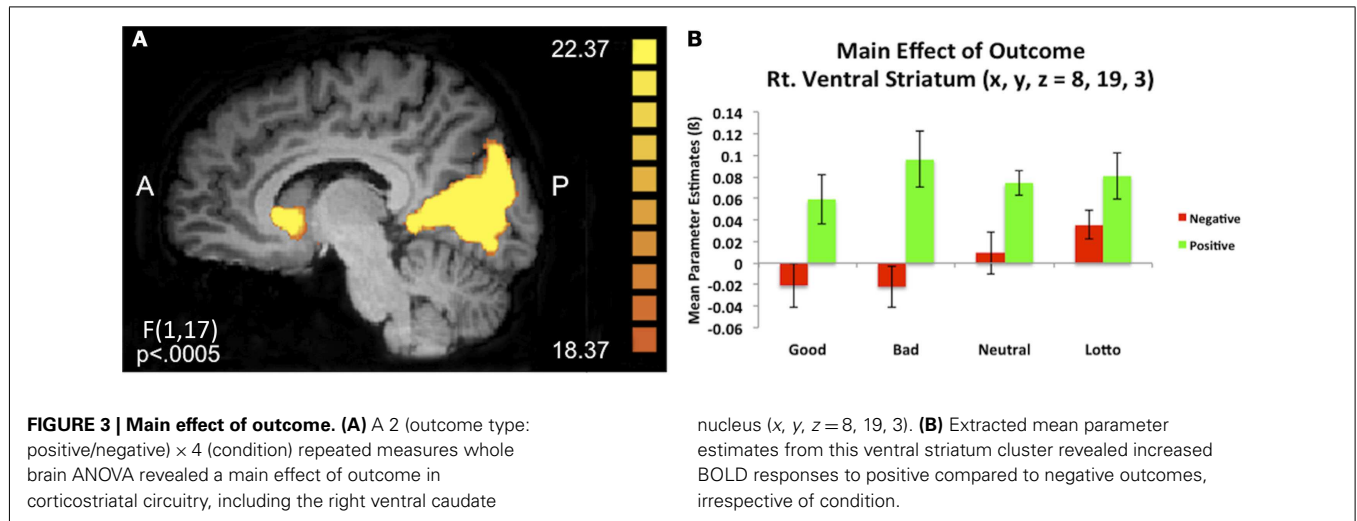 A
22.37
A
P
F(1,17)
p<.0005
18.37
B
Main Effect of Outcome
Rt. Ventral Striatum (x, y, z = 8, 19, 3)
Mean Parameter Estimates (ß)
0.14
0.12
0.1
0.08
0.06
0.04
0.02
0
-0.02
-0.04
-0.06
Good Bad Neutral Lotto
Negative
Positive
FIGURE 3 | Main effect of outcome. (A) A 2 (outcome type:
positive/negative) × 4 (condition) repeated measures whole
brain ANOVA revealed a main effect of outcome in
corticostriatal circuitry, including the right ventral caudate
nucleus (x, y, z = 8, 19, 3). (B) Extracted mean parameter
estimates from this ventral striatum cluster revealed increased
BOLD responses to positive compared to negative outcomes,
irrespective of condition.